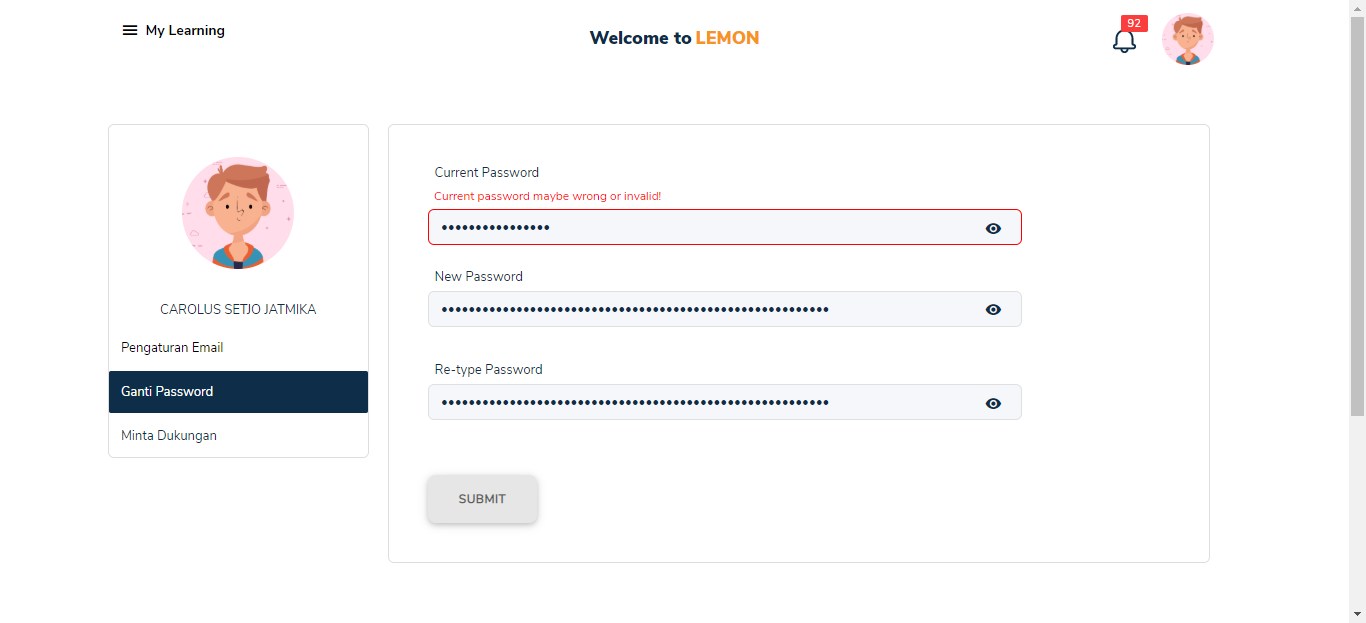 My Learning
Welcome to LEMON
92
CAROLUS SETJO JATMIKA
Pengaturan Email
Ganti Password
Minta Dukungan
Current Password
Current password maybe wrong or invalid!
••••••••••••••••
New Password
•••••••••••••••••••••••••••••••••••••••••••••••••••••••••
Re-type Password
•••••••••••••••••••••••••••••••••••••••••••••••••••••••••
SUBMIT